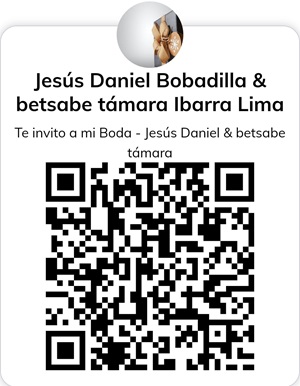 Jesús Daniel Bobadilla &
betsabe támara Ibarra Lima
Te invito a mi Boda - Jesús Daniel & betsabe
támara